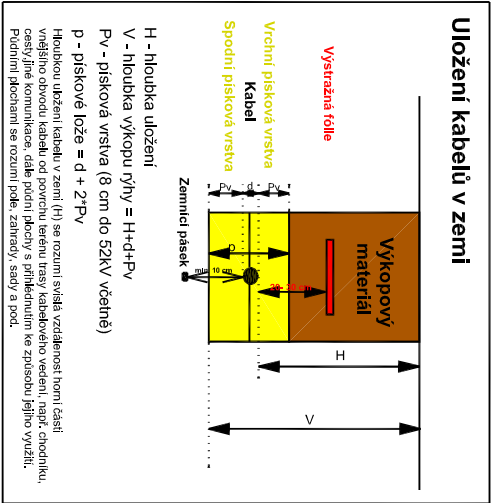 Uložení kabelů v zemi
Výstražná fólle
Vrchní písková vrstva
Kabel
Spodní písková vrstva
Pv
d
Pv
Výkopový
materiál
p
min. 10 cm
Zemnicí pásek
H
V
H - hloubka uložení
V - hloubka výkopu rýhy = H+d+Pv
Pv - písková vrstva (8 cm do 52kV včetně)
p - pískové lože = d + 2*Pv
Hloubkou uložení kabelu v zemi (H) se rozumí svislá vzdálenost horní části
vnějšího obvodu kabelu od povrchu terénu trasy kabelového vedení, např. chodníku,
cesty, jiné komunikace, dále půdní plochy s přihlédnutím ke způsobu jejího využití.
Půdními plochami se rozumí pole, zahrady, sady a pod.